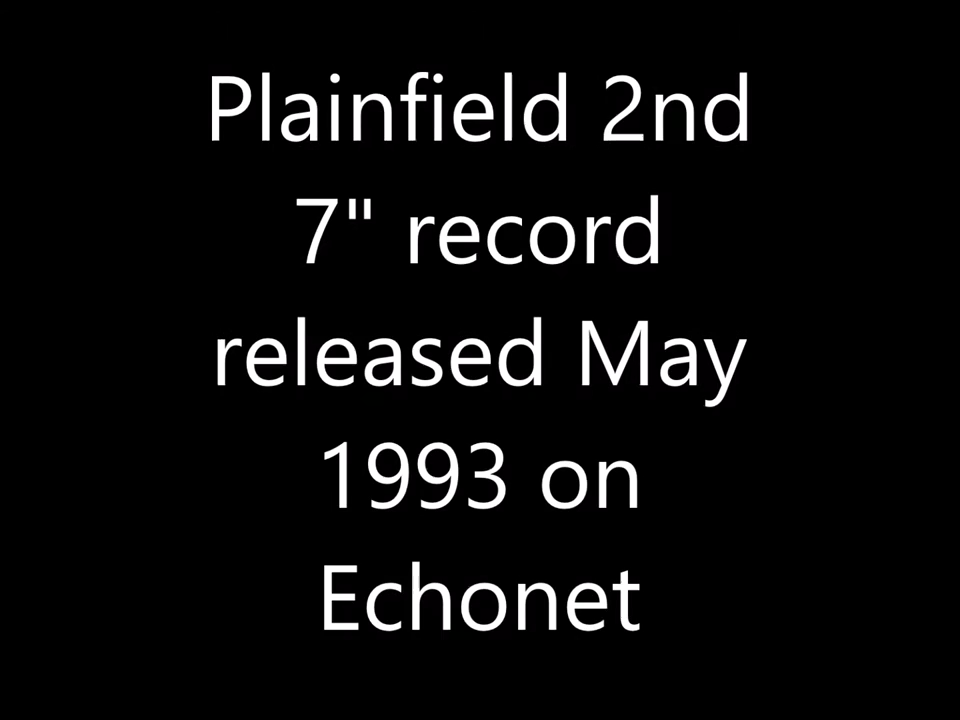 Plainfield 2nd
7" record
released May
1993 on
Echonet